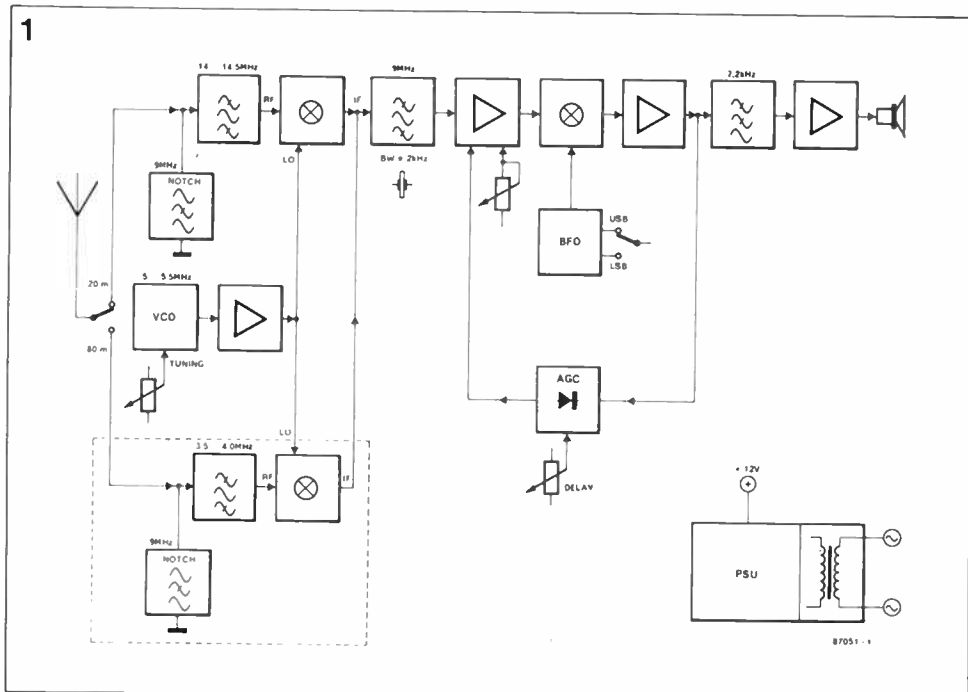 1
14 14.5MHz
RF
IF
9MHz
2,2kHz
LO
BW = 2kHz
9MHz
NOTCH
BFO
USB
LSB
20 m
80 m
5 5.5MHz
VCO
TUNING
AGC
DELAY
LO
3.5 4.0MHz
RF
IF
9MHz
NOTCH
+ 12V
PSU
87051 - 1